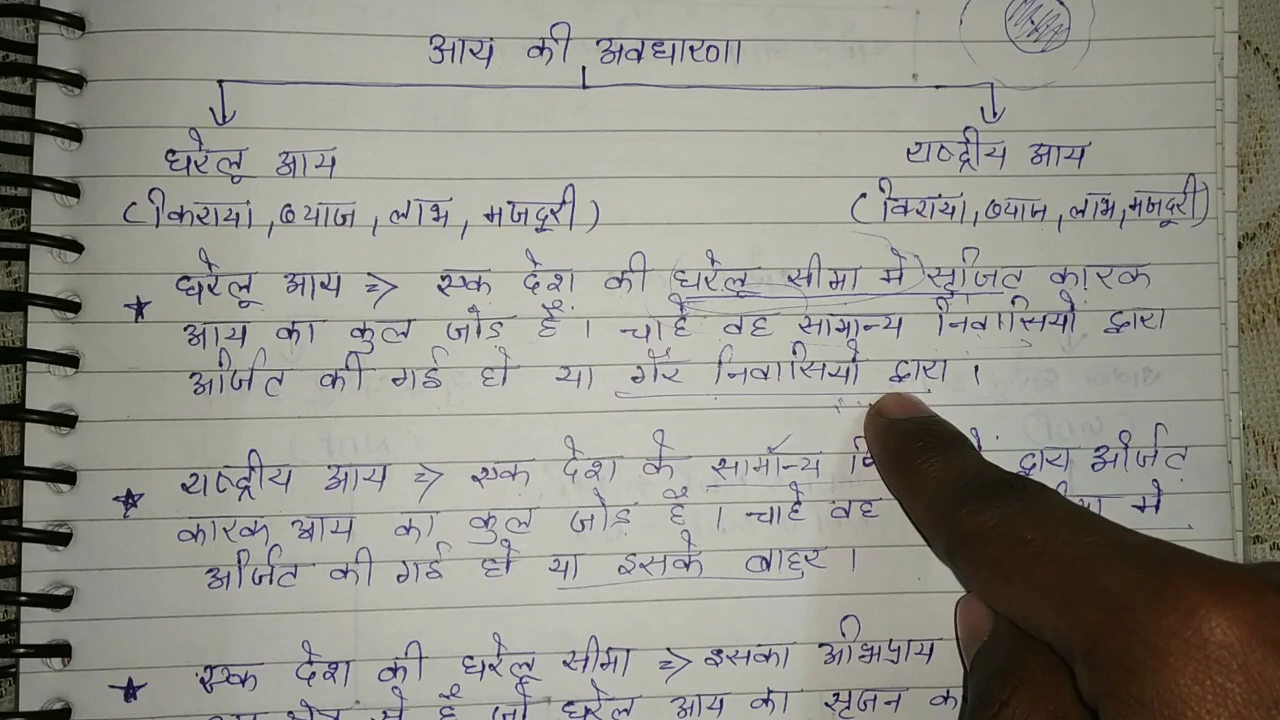 आय की अवधारणा
घरेलू आय
राष्ट्रीय आय
(किराया, ब्याज, लाभ, मजदूरी)
(किराया, ब्याज, लाभ, मजदूरी)
★ घरेलू आय ⇒ एक देश की घरेलू सीमा मे सृजित कारक
आय का कुल जोड़ है। चाहे वह सामान्य निवासियो द्वारा
अर्जित की गई हो या गैर निवासियो द्वारा।
★ राष्ट्रीय आय ⇒ एक देश के सामान्य द्वारा अर्जित
कारक आय का कुल जोड़ है। चाहे वह मे
अर्जित की गई हो या इसके बाहर।
★ एक देश की घरेलू सीमा ⇒ इसका अभिप्राय
से है जो घरेलू आय का सृजन